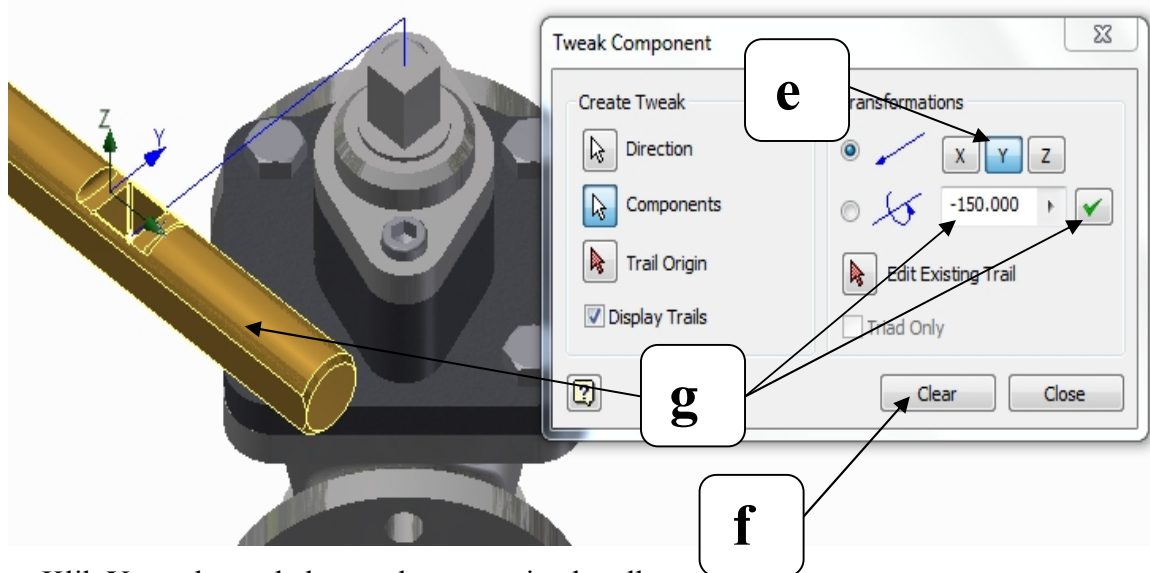 Tweak Component
e
Create Tweak
Transformations
Direction
X Y Z
Components
-150.000
Trail Origin
Edit Existing Trail
Display Trails
Triad Only
g
Clear
Close
f
Z
Y